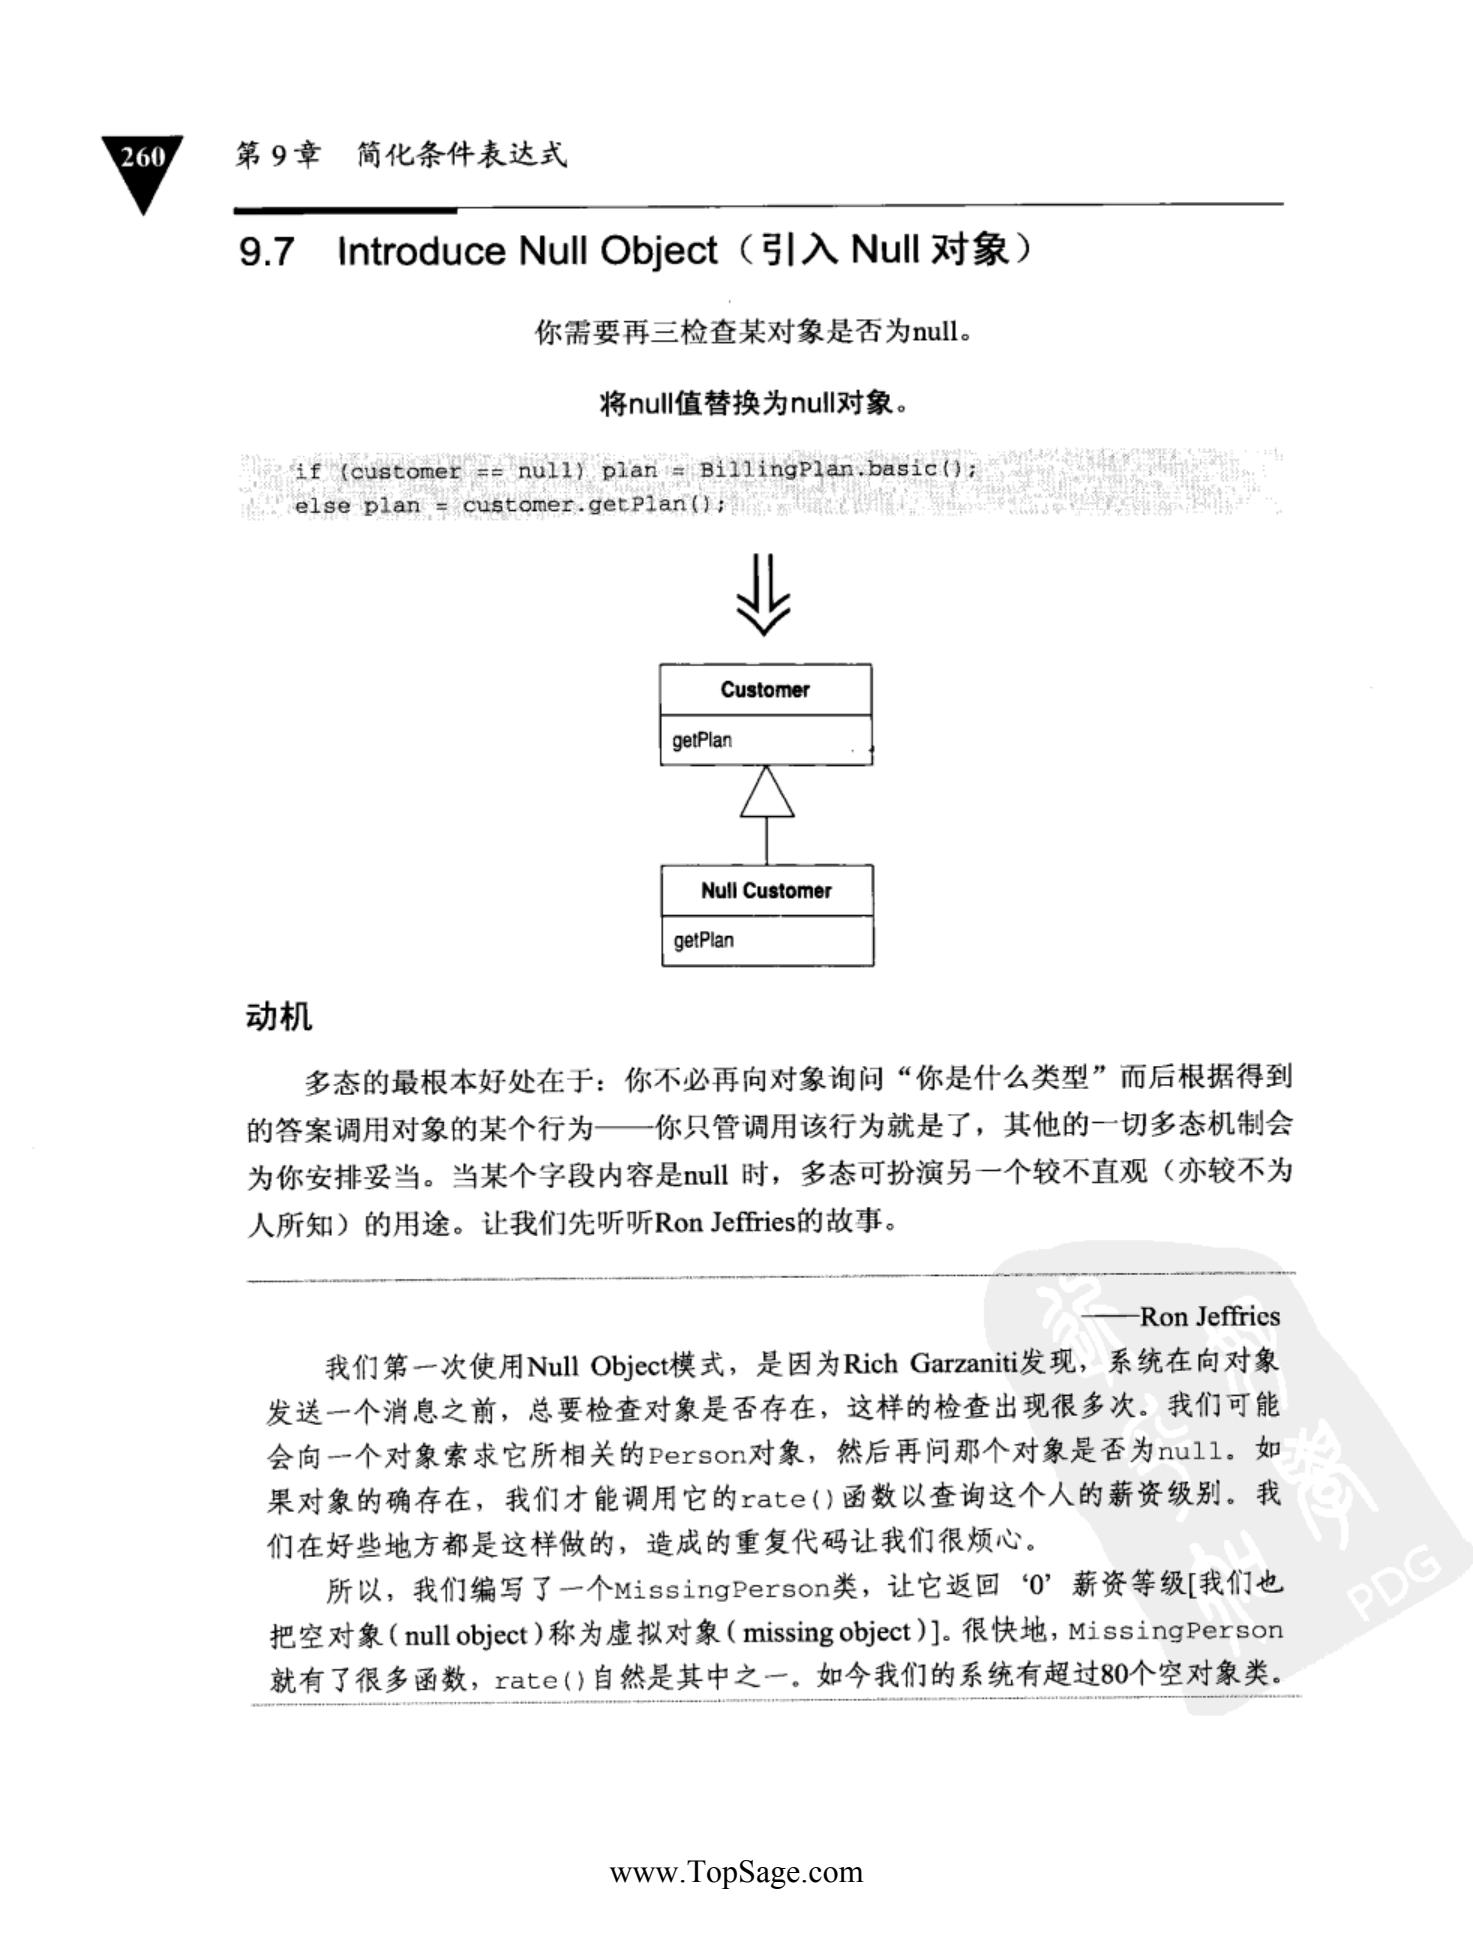 260
第 9 章　简化条件表达式
9.7　Introduce Null Object（引入 Null 对象）
你需要再三检查某对象是否为null。
将null值替换为null对象。
if (customer == null) plan = BillingPlan.basic();
else plan = customer.getPlan();
Customer
getPlan
Null Customer
getPlan
动机
多态的最根本好处在于：你不必再向对象询问“你是什么类型”而后根据得到
的答案调用对象的某个行为——你只管调用该行为就是了，其他的一切多态机制会
为你安排妥当。当某个字段内容是null 时，多态可扮演另一个较不直观（亦较不为
人所知）的用途。让我们先听听Ron Jeffries的故事。
——Ron Jeffries
我们第一次使用Null Object模式，是因为Rich Garzaniti发现，系统在向对象
发送一个消息之前，总要检查对象是否存在，这样的检查出现很多次。我们可能
会向一个对象索求它所相关的Person对象，然后再问那个对象是否为null。如
果对象的确存在，我们才能调用它的rate()函数以查询这个人的薪资级别。我
们在好些地方都是这样做的，造成的重复代码让我们很烦心。
所以，我们编写了一个MissingPerson类，让它返回 ‘0’ 薪资等级[我们也
把空对象(null object)称为虚拟对象(missing object)]。很快地，MissingPerson
就有了很多函数，rate()自然是其中之一。如今我们的系统有超过80个空对象类。
PDG
www.TopSage.com